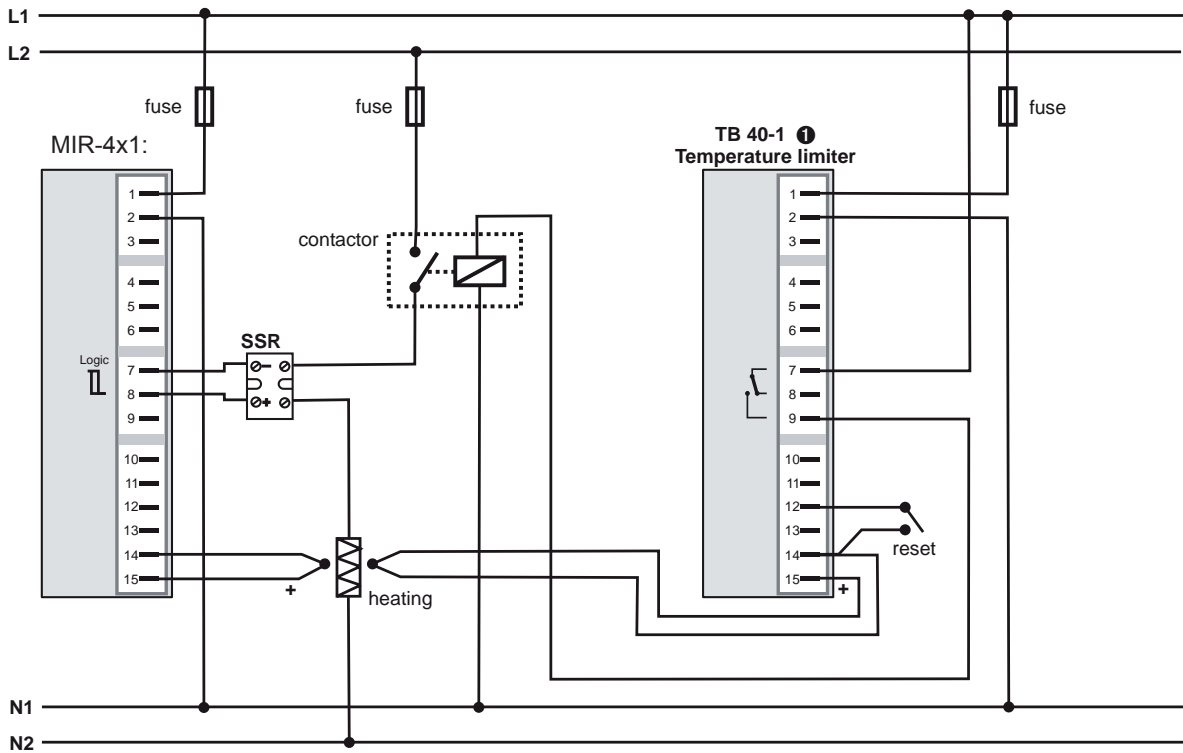 L1
L2
fuse
fuse
fuse
MIR-4x1:
TB 40-1 ❶
Temperature limiter
1
2
3
4
5
6
Logic
7
8
9
10
11
12
13
14
15
contactor
SSR
−
+
+
heating
1
2
3
4
5
6
7
8
9
10
11
12
13
14
15
+
reset
N1
N2